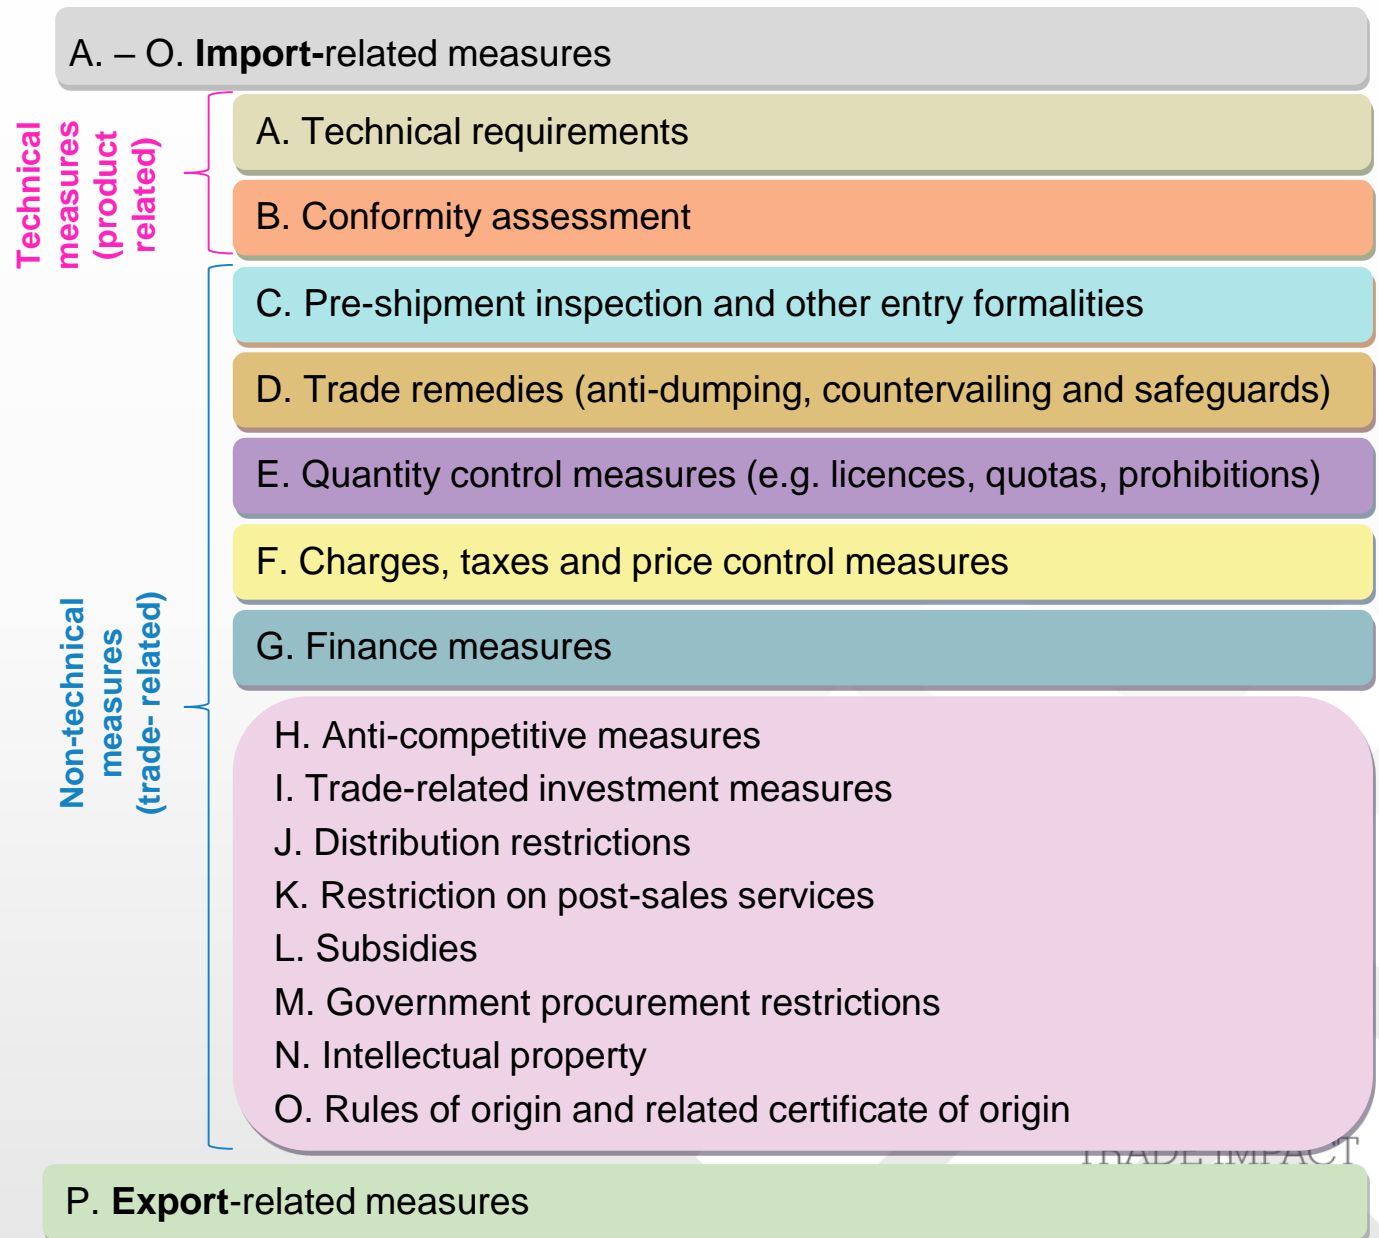 A. – O. Import-related measures
Technical
measures
(product
related)
A. Technical requirements
B. Conformity assessment
Non-technical
measures
(trade- related)
C. Pre-shipment inspection and other entry formalities
D. Trade remedies (anti-dumping, countervailing and safeguards)
E. Quantity control measures (e.g. licences, quotas, prohibitions)
F. Charges, taxes and price control measures
G. Finance measures
H. Anti-competitive measures
I. Trade-related investment measures
J. Distribution restrictions
K. Restriction on post-sales services
L. Subsidies
M. Government procurement restrictions
N. Intellectual property
O. Rules of origin and related certificate of origin
TRADE IMPACT
P. Export-related measures